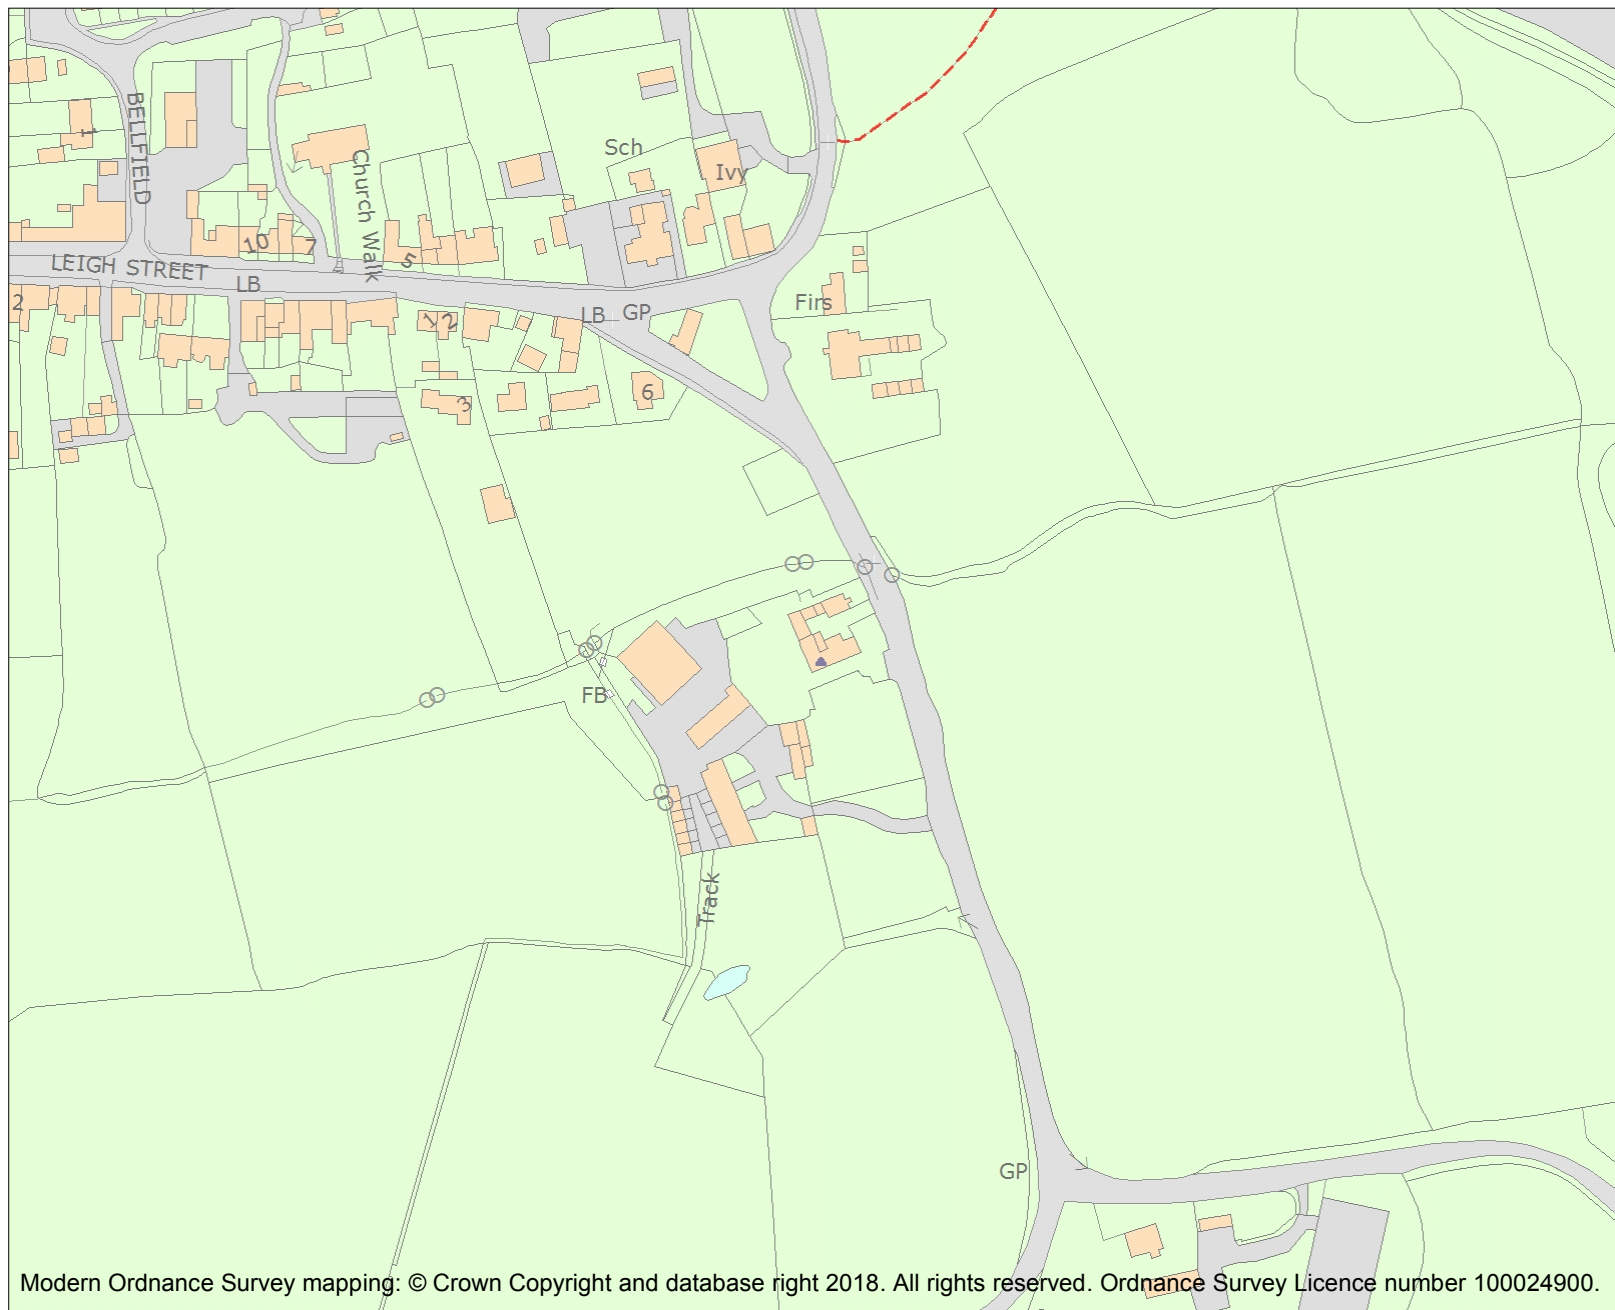 BELLFIELD
1
Church Walk
Sch
Ivy
10
7
5
LEIGH STREET
LB
2
LB
GP
Firs
1
2
3
6
FB
Track
GP
Modern Ordnance Survey mapping: © Crown Copyright and database right 2018. All rights reserved. Ordnance Survey Licence number 100024900.